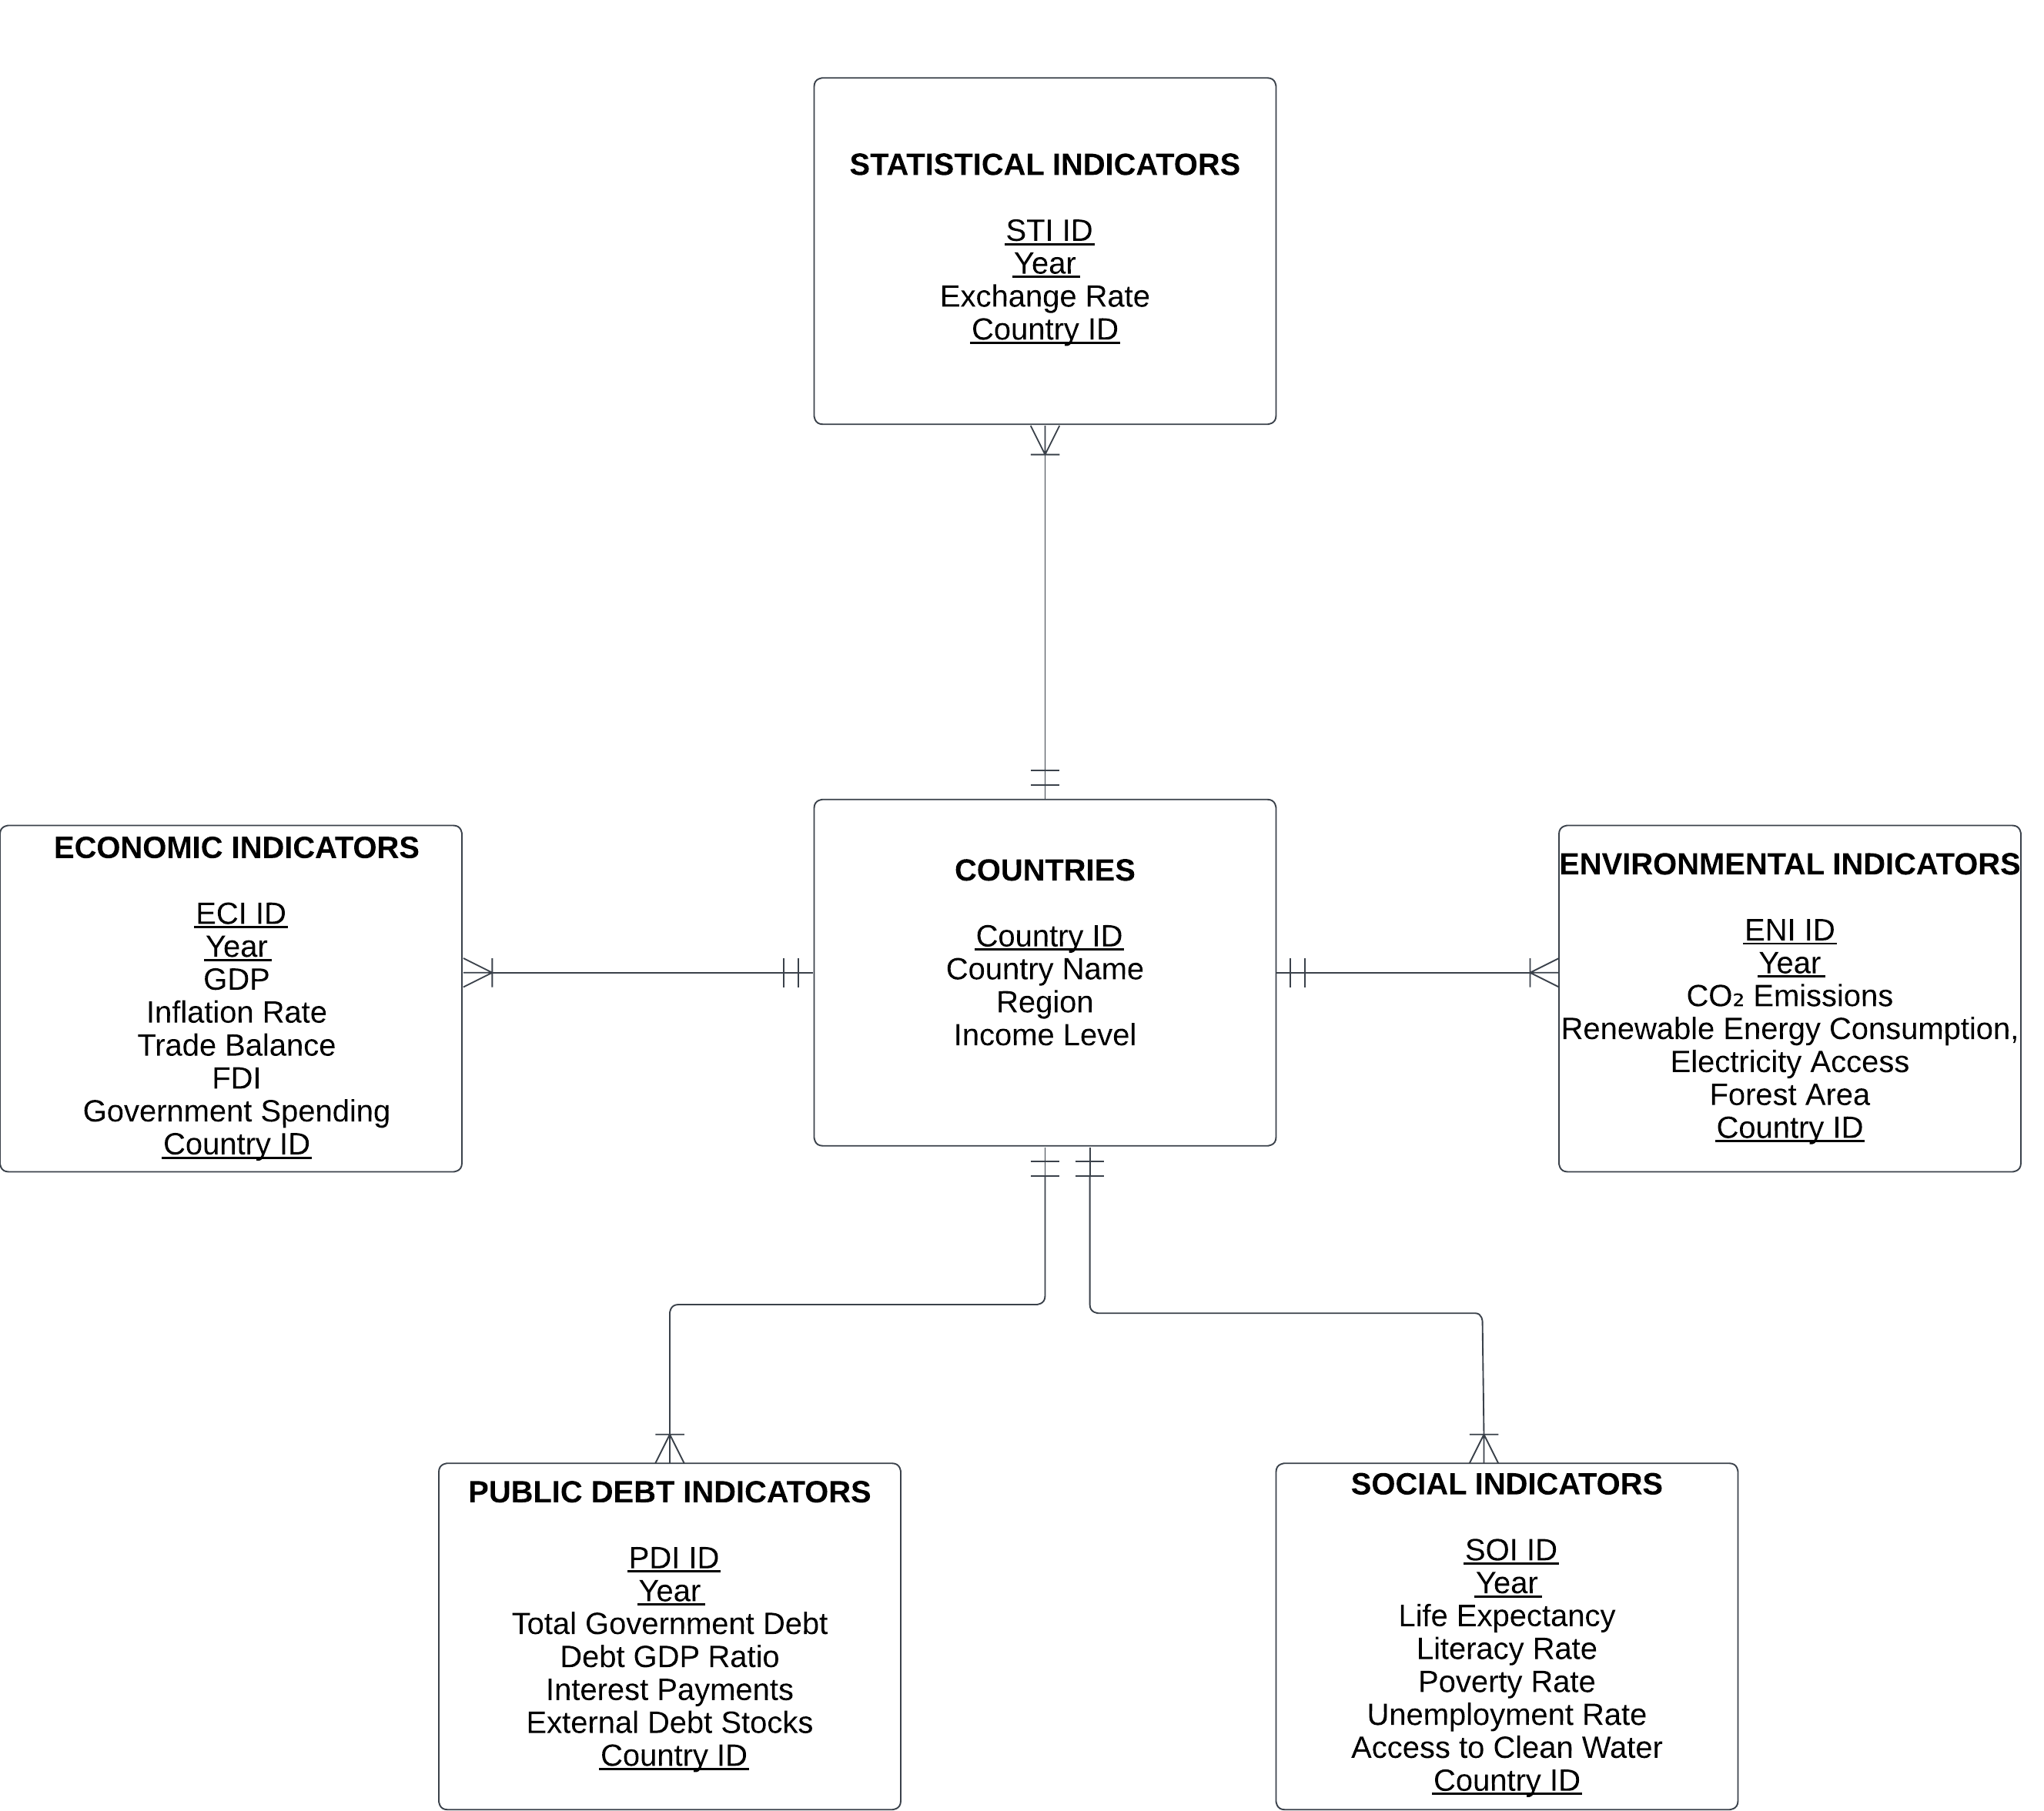 STATISTICAL INDICATORS
STI ID
Year
Exchange Rate
Country ID
ECONOMIC INDICATORS
ECI ID
Year
GDP
Inflation Rate
Trade Balance
FDI
Government Spending
Country ID
COUNTRIES
Country ID
Country Name
Region
Income Level
ENVIRONMENTAL INDICATORS
ENI ID
Year
CO₂ Emissions
Renewable Energy Consumption,
Electricity Access
Forest Area
Country ID
PUBLIC DEBT INDICATORS
PDI ID
Year
Total Government Debt
Debt GDP Ratio
Interest Payments
External Debt Stocks
Country ID
SOCIAL INDICATORS
SOI ID
Year
Life Expectancy
Literacy Rate
Poverty Rate
Unemployment Rate
Access to Clean Water
Country ID